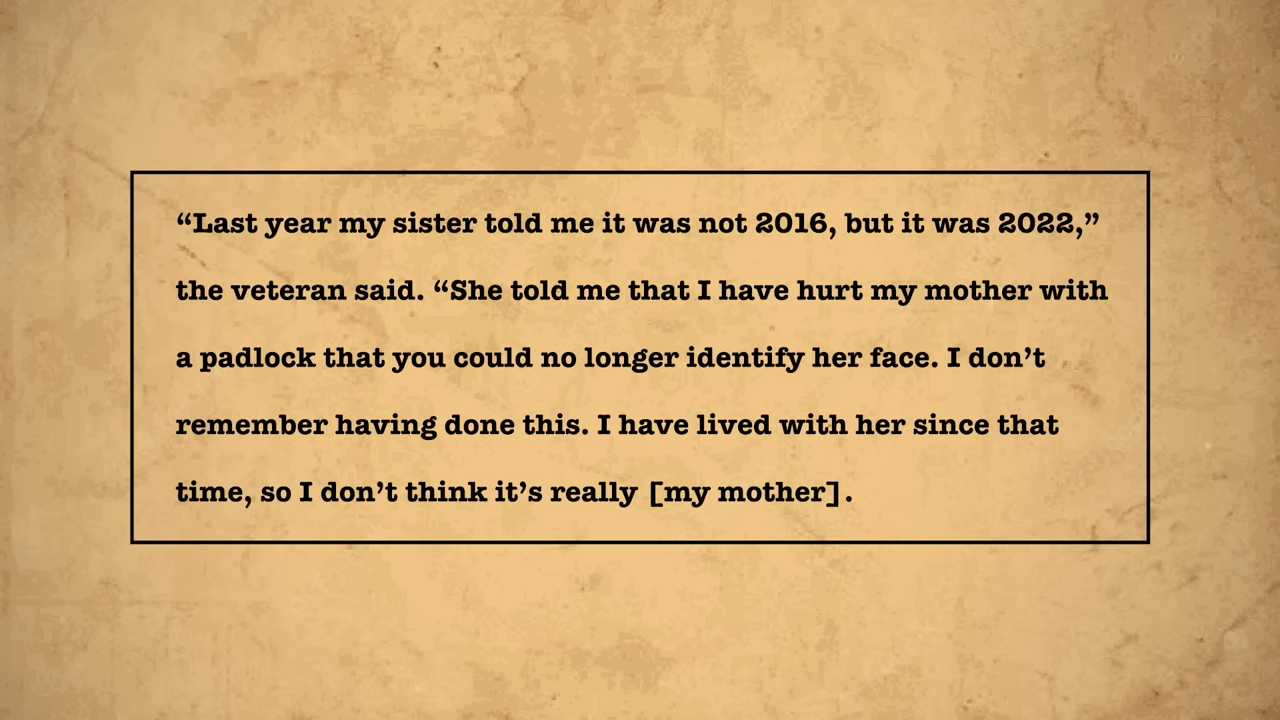 “Last year my sister told me it was not 2016, but it was 2022,”
the veteran said. “She told me that I have hurt my mother with
a padlock that you could no longer identify her face. I don’t
remember having done this. I have lived with her since that
time, so I don’t think it’s really [my mother].